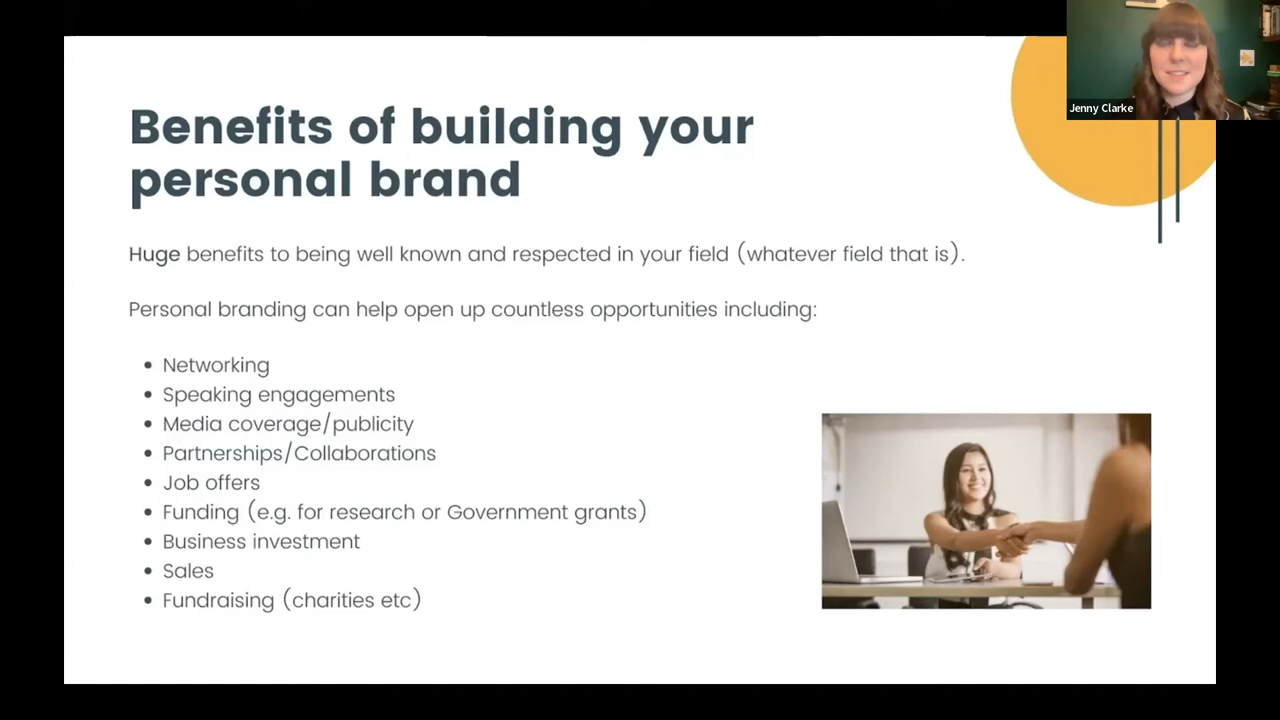 Jenny Clarke
Benefits of building your
personal brand
Huge benefits to being well known and respected in your field (whatever field that is).
Personal branding can help open up countless opportunities including:
• Networking
• Speaking engagements
• Media coverage/publicity
• Partnerships/Collaborations
• Job offers
• Funding (e.g. for research or Government grants)
• Business investment
• Sales
• Fundraising (charities etc)